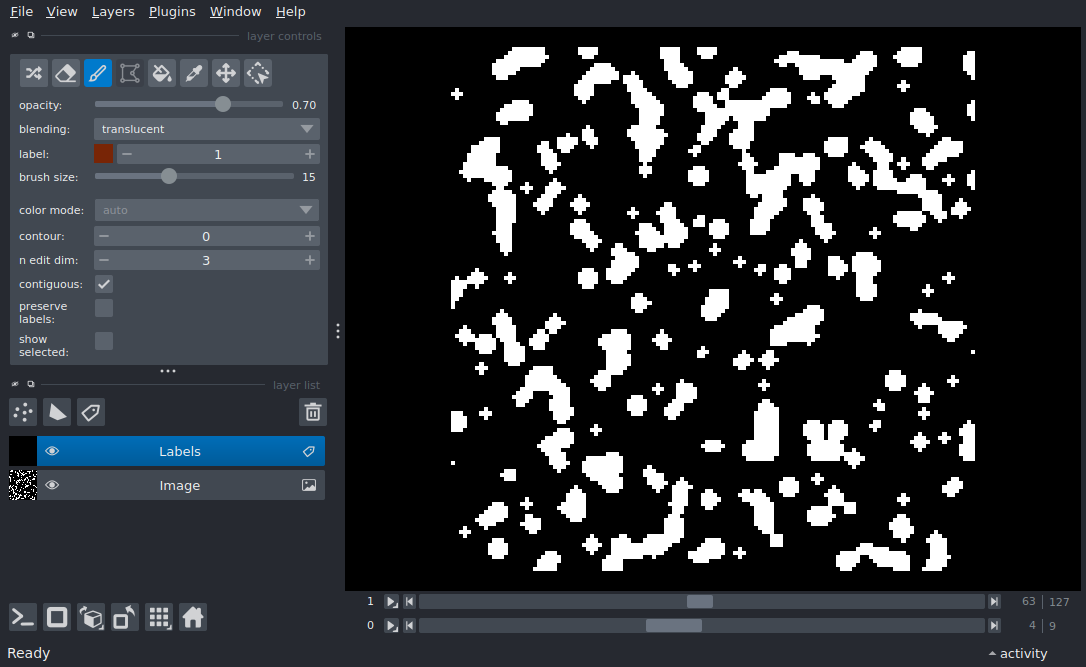 File View Layers Plugins Window Help
layer controls
opacity: 0.70
blending: translucent
label: 1
brush size: 15
color mode: auto
contour: 0
n edit dim: 3
contiguous:
preserve
labels:
show
selected:
layer list
Labels
Image
1 63 | 127
0 4 | 9
Ready activity